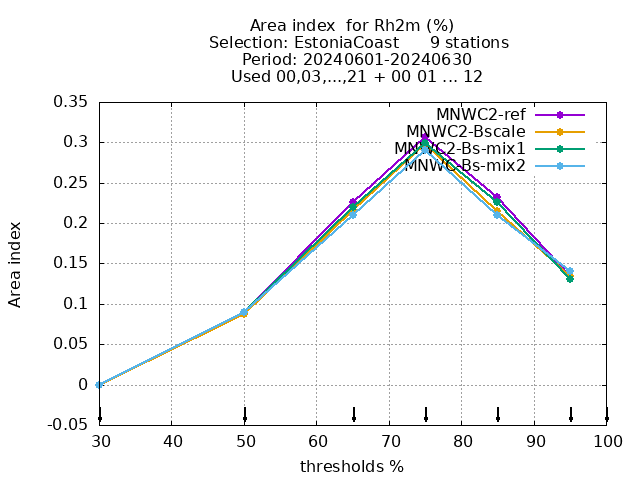 Area index  for Rh2m (%)
Selection: EstoniaCoast      9 stations
Period: 20240601-20240630
Used 00,03,...,21 + 00 01 ... 12
0.35
0.3
0.25
0.2
0.15
0.1
0.05
0
-0.05
Area index
MNWC2-ref
MNWC2-Bscale
MNWC2-Bs-mix1
MNWC-Bs-mix2
30 40 50 60 70 80 90 100
thresholds %